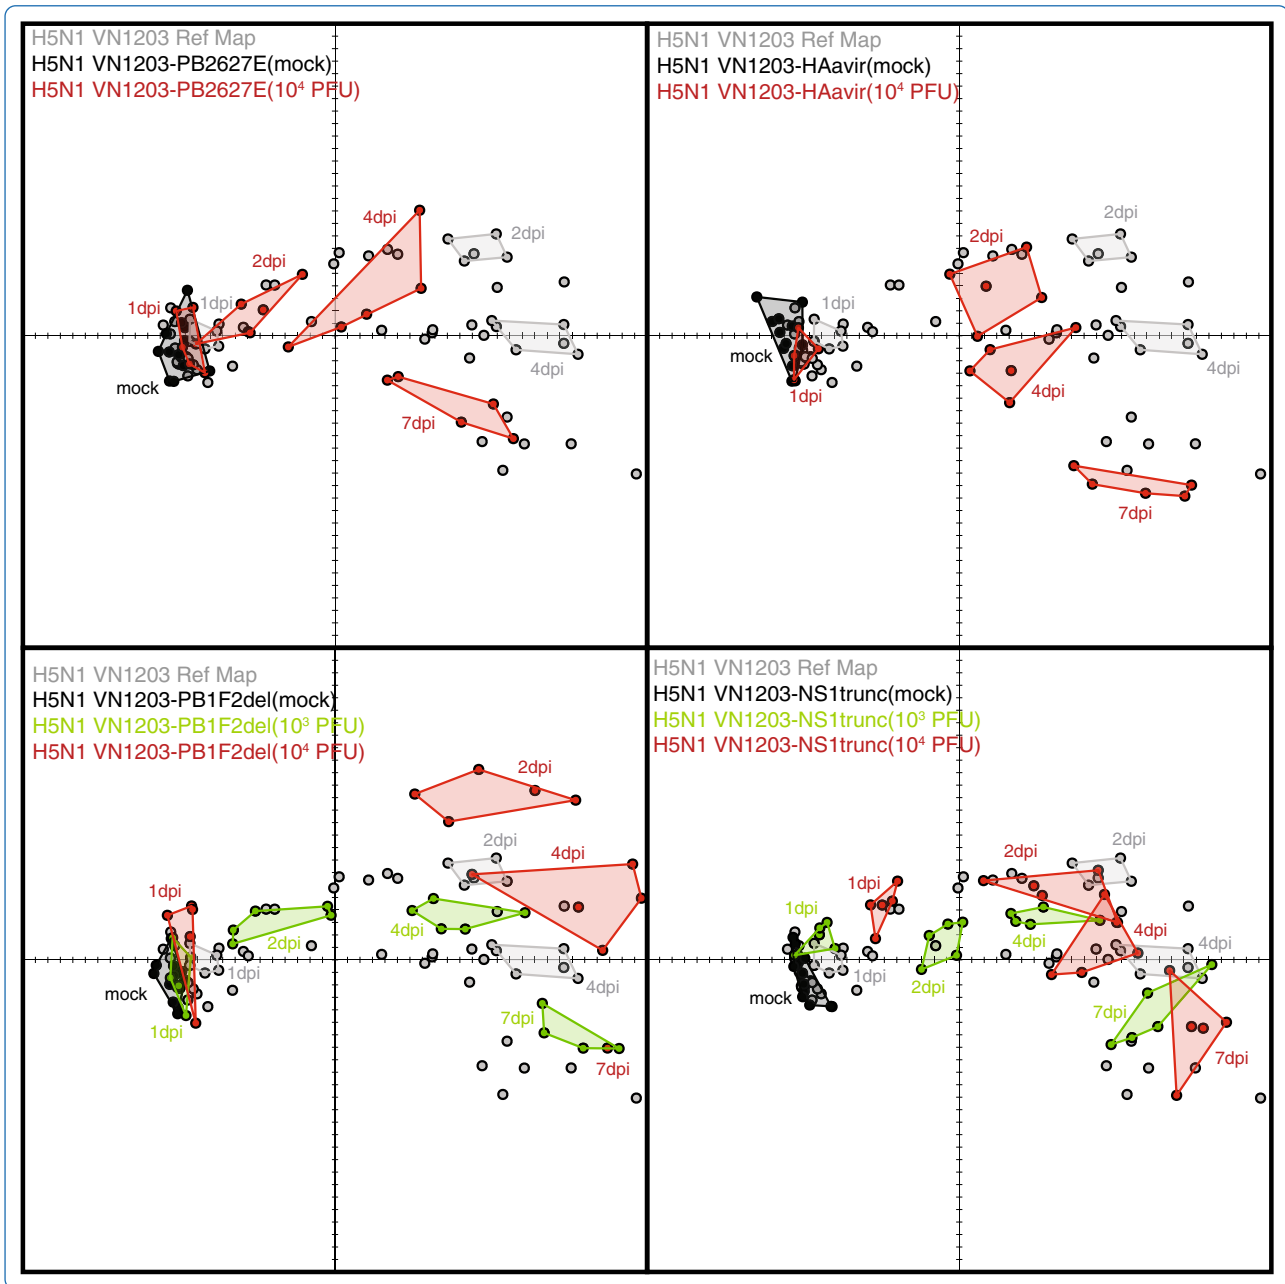 H5N1 VN1203 Ref Map
H5N1 VN1203-PB2627E(mock)
H5N1 VN1203-PB2627E(10⁴ PFU)
4dpi
2dpi
2dpi
1dpi
1dpi
mock
7dpi
H5N1 VN1203 Ref Map
H5N1 VN1203-HAavir(mock)
H5N1 VN1203-HAavir(10⁴ PFU)
2dpi
2dpi
1dpi
mock
4dpi
1dpi
4dpi
7dpi
H5N1 VN1203 Ref Map
H5N1 VN1203-PB1F2del(mock)
H5N1 VN1203-PB1F2del(10³ PFU)
H5N1 VN1203-PB1F2del(10⁴ PFU)
2dpi
2dpi
4dpi
1dpi
4dpi
2dpi
1dpi
4dpi
mock
7dpi
1dpi
7dpi
H5N1 VN1203 Ref Map
H5N1 VN1203-NS1trunc(mock)
H5N1 VN1203-NS1trunc(10³ PFU)
H5N1 VN1203-NS1trunc(10⁴ PFU)
2dpi
2dpi
1dpi
1dpi
4dpi
4dpi
4dpi
1dpi
2dpi
mock
7dpi
7dpi